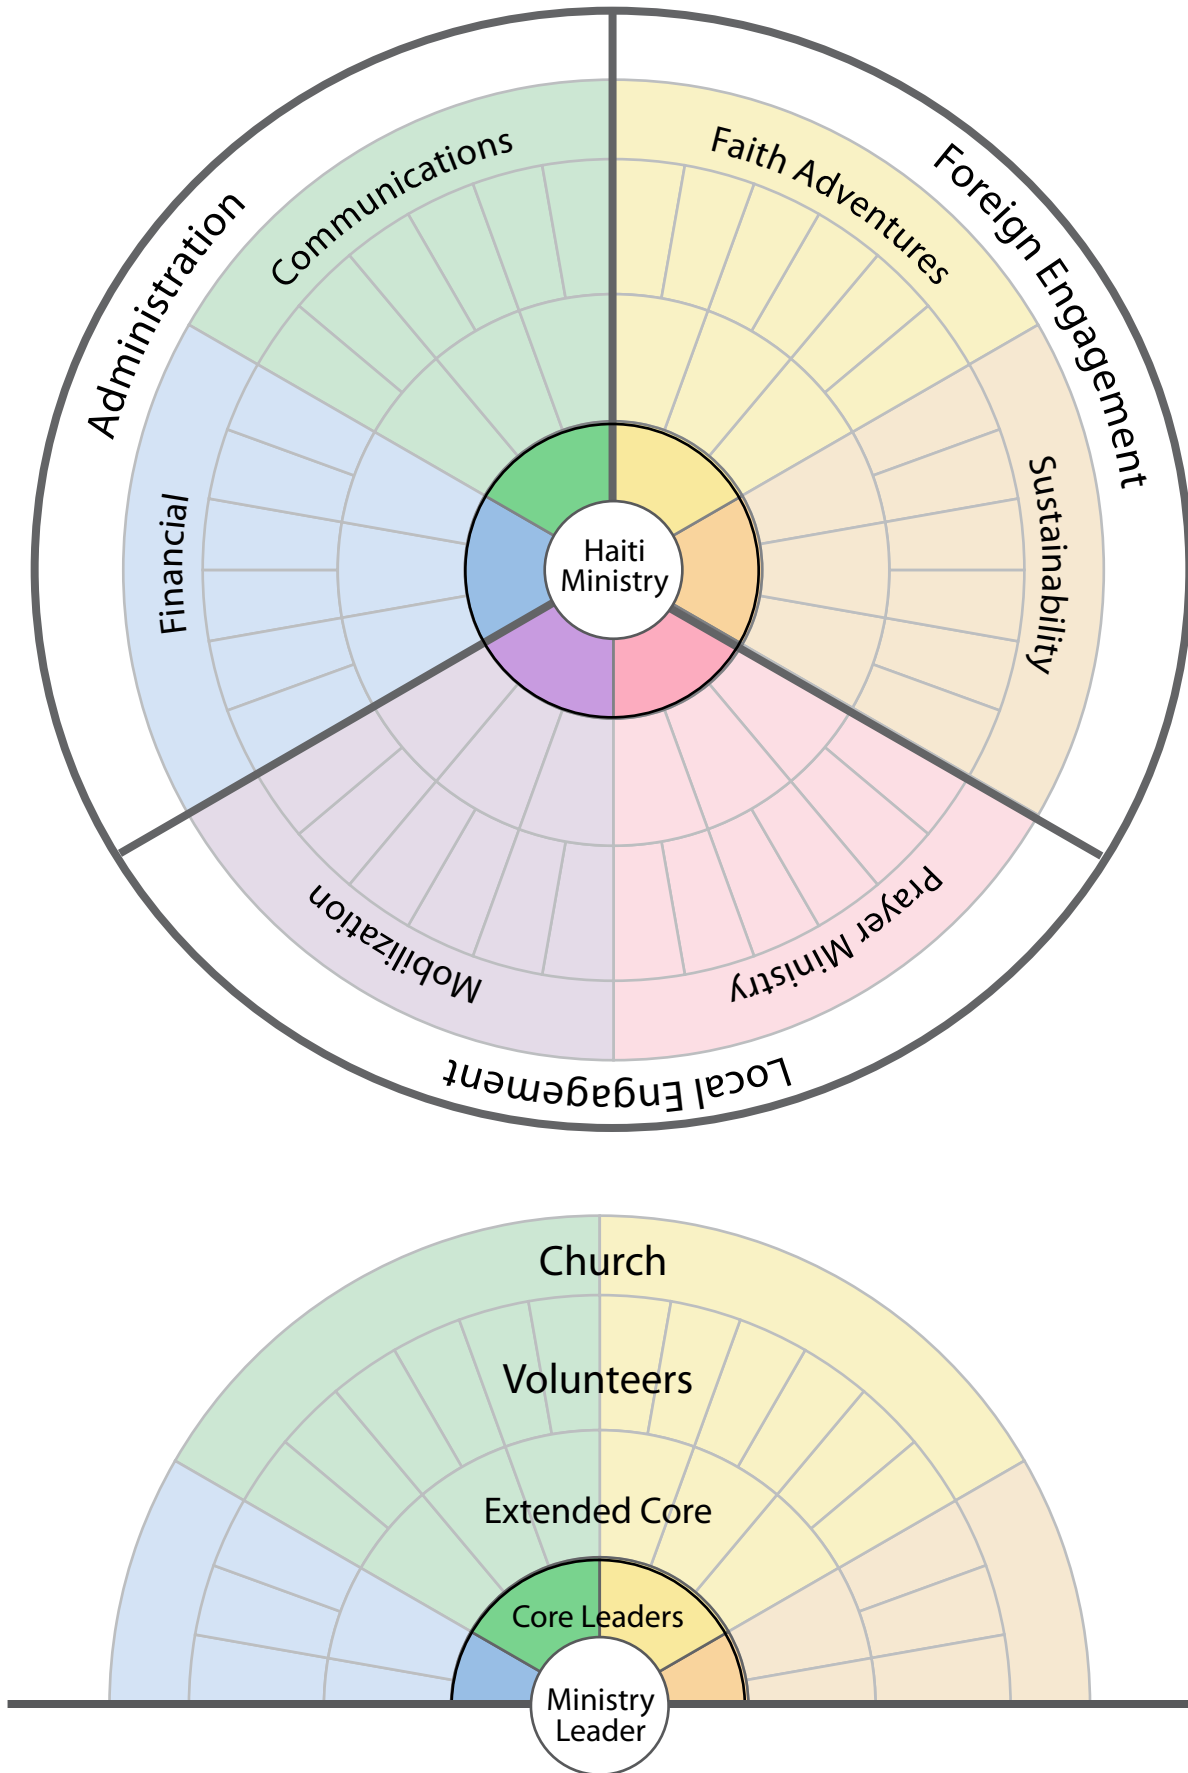 Communications
Faith Adventures
Administration
Foreign Engagement
Financial
Haiti
Ministry
Sustainability
Mobilization
Prayer Ministry
Local Engagement
Church
Volunteers
Extended Core
Core Leaders
Ministry
Leader